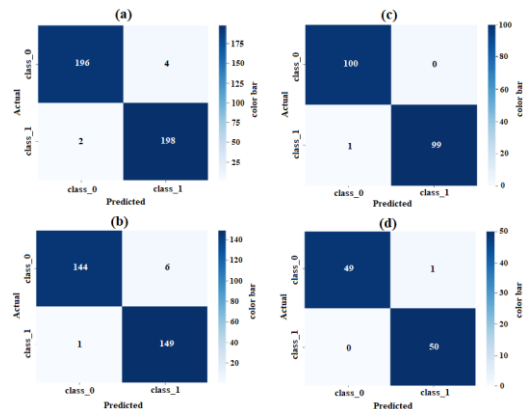 (a)
class_0
196
4
Actual
class_1
2
198
class_0
class_1
Predicted
175
150
125
100
75
50
25
color bar
(c)
class_0
100
0
Actual
class_1
1
99
class_0
class_1
Predicted
100
80
60
40
20
0
color bar
(b)
class_0
144
6
Actual
class_1
1
149
class_0
class_1
Predicted
140
120
100
80
60
40
20
color bar
(d)
class_0
49
1
Actual
class_1
0
50
class_0
class_1
Predicted
50
40
30
20
10
0
color bar